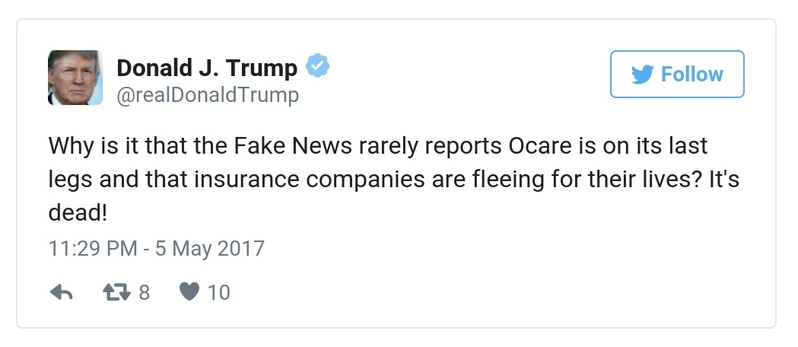 Donald J. Trump
@realDonaldTrump
Follow
Why is it that the Fake News rarely reports Ocare is on its last
legs and that insurance companies are fleeing for their lives? It's
dead!
11:29 PM - 5 May 2017
8 10